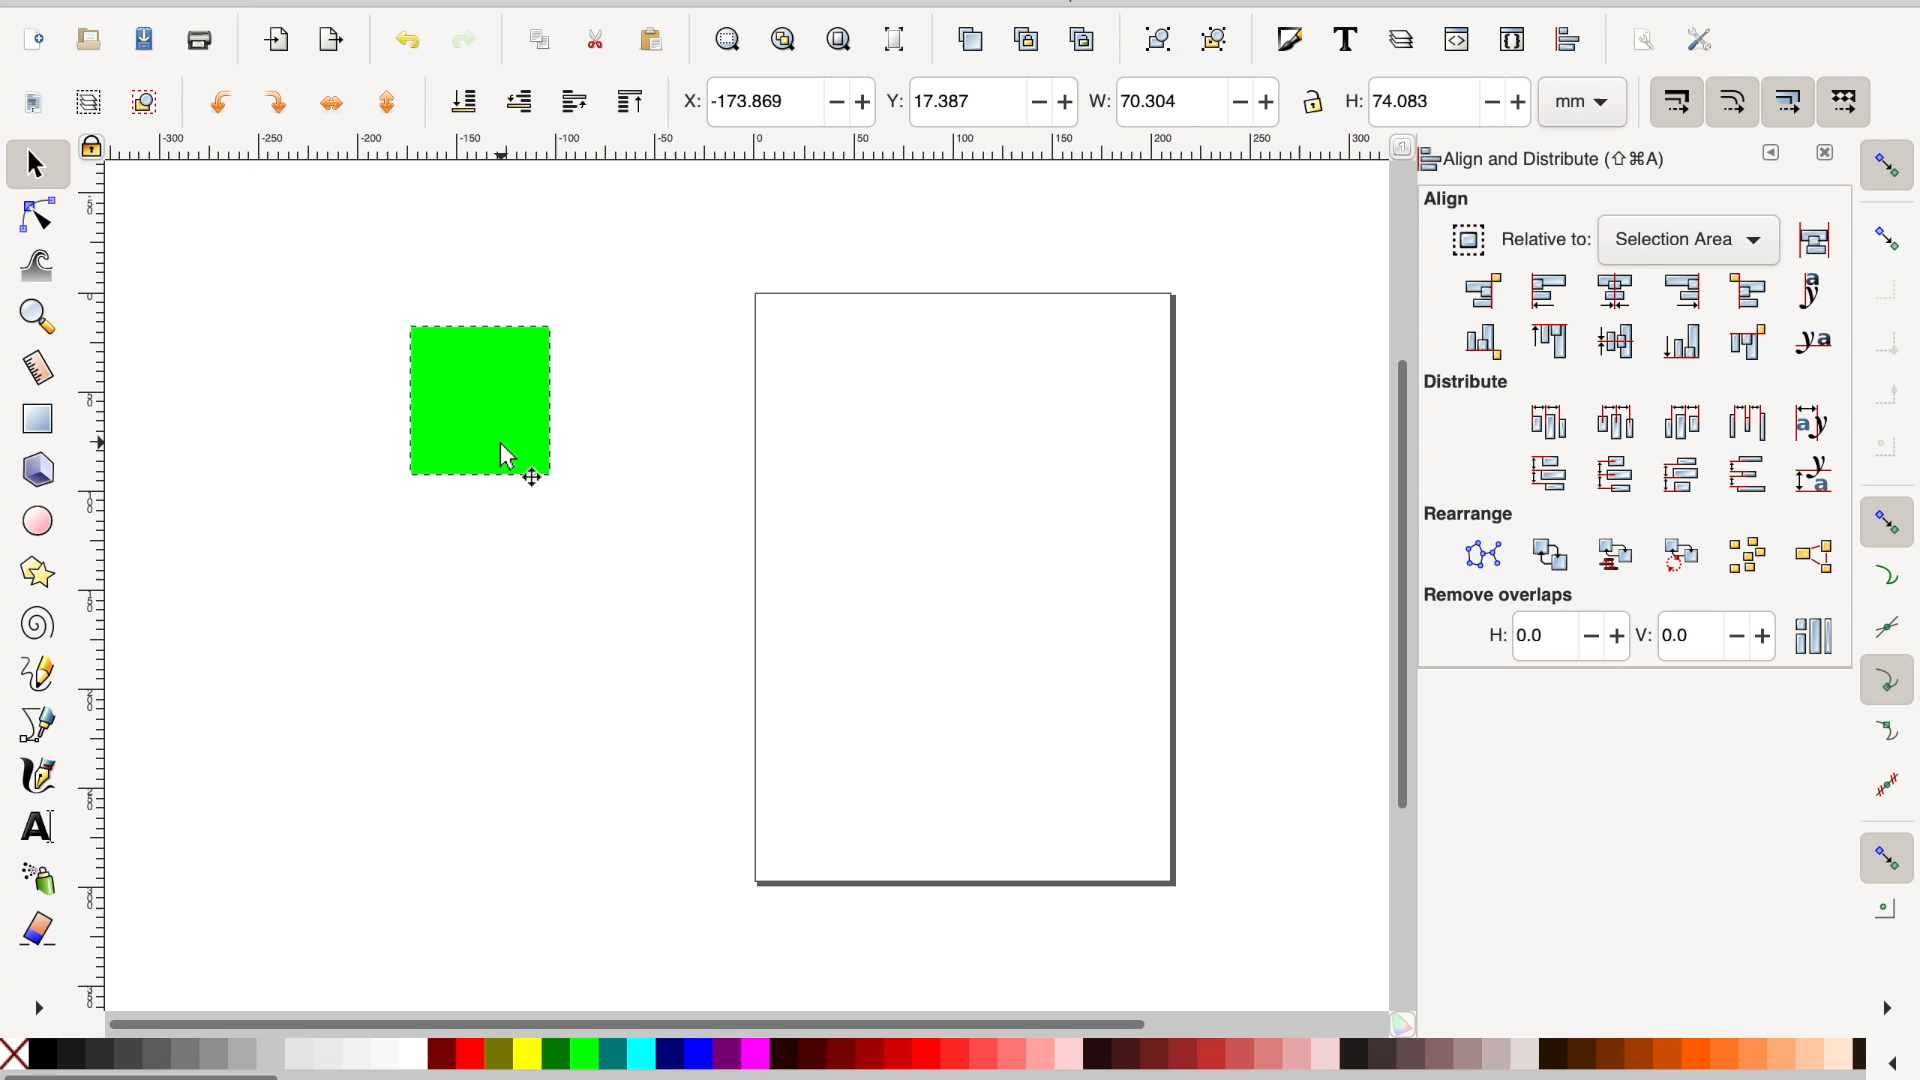 X: -173.869 Y: 17.387 W: 70.304 H: 74.083 mm
-300 -250 -200 -150 -100 -50 0 50 100 150 200 250 300
Align and Distribute (⇧⌘A)
Align
Relative to: Selection Area
Distribute
Rearrange
Remove overlaps
H: 0.0 V: 0.0